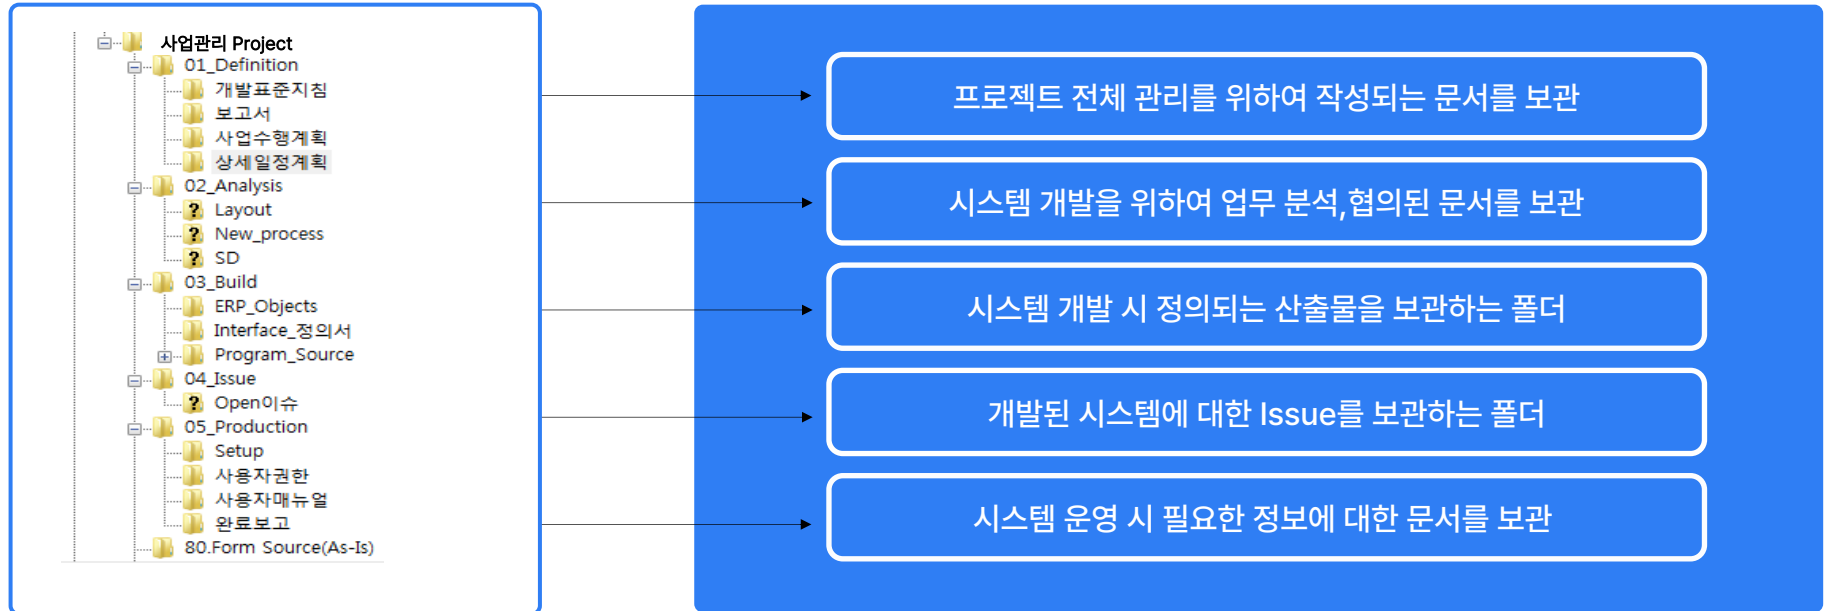 사업관리 Project
01_Definition
개발표준지침
보고서
사업수행계획
상세일정계획
02_Analysis
Layout
New_process
SD
03_Build
ERP_Objects
Interface_정의서
Program_Source
04_Issue
Open이슈
05_Production
Setup
사용자권한
사용자매뉴얼
완료보고
80.Form Source(As-Is)
프로젝트 전체 관리를 위하여 작성되는 문서를 보관
시스템 개발을 위하여 업무 분석,협의된 문서를 보관
시스템 개발 시 정의되는 산출물을 보관하는 폴더
개발된 시스템에 대한 Issue를 보관하는 폴더
시스템 운영 시 필요한 정보에 대한 문서를 보관